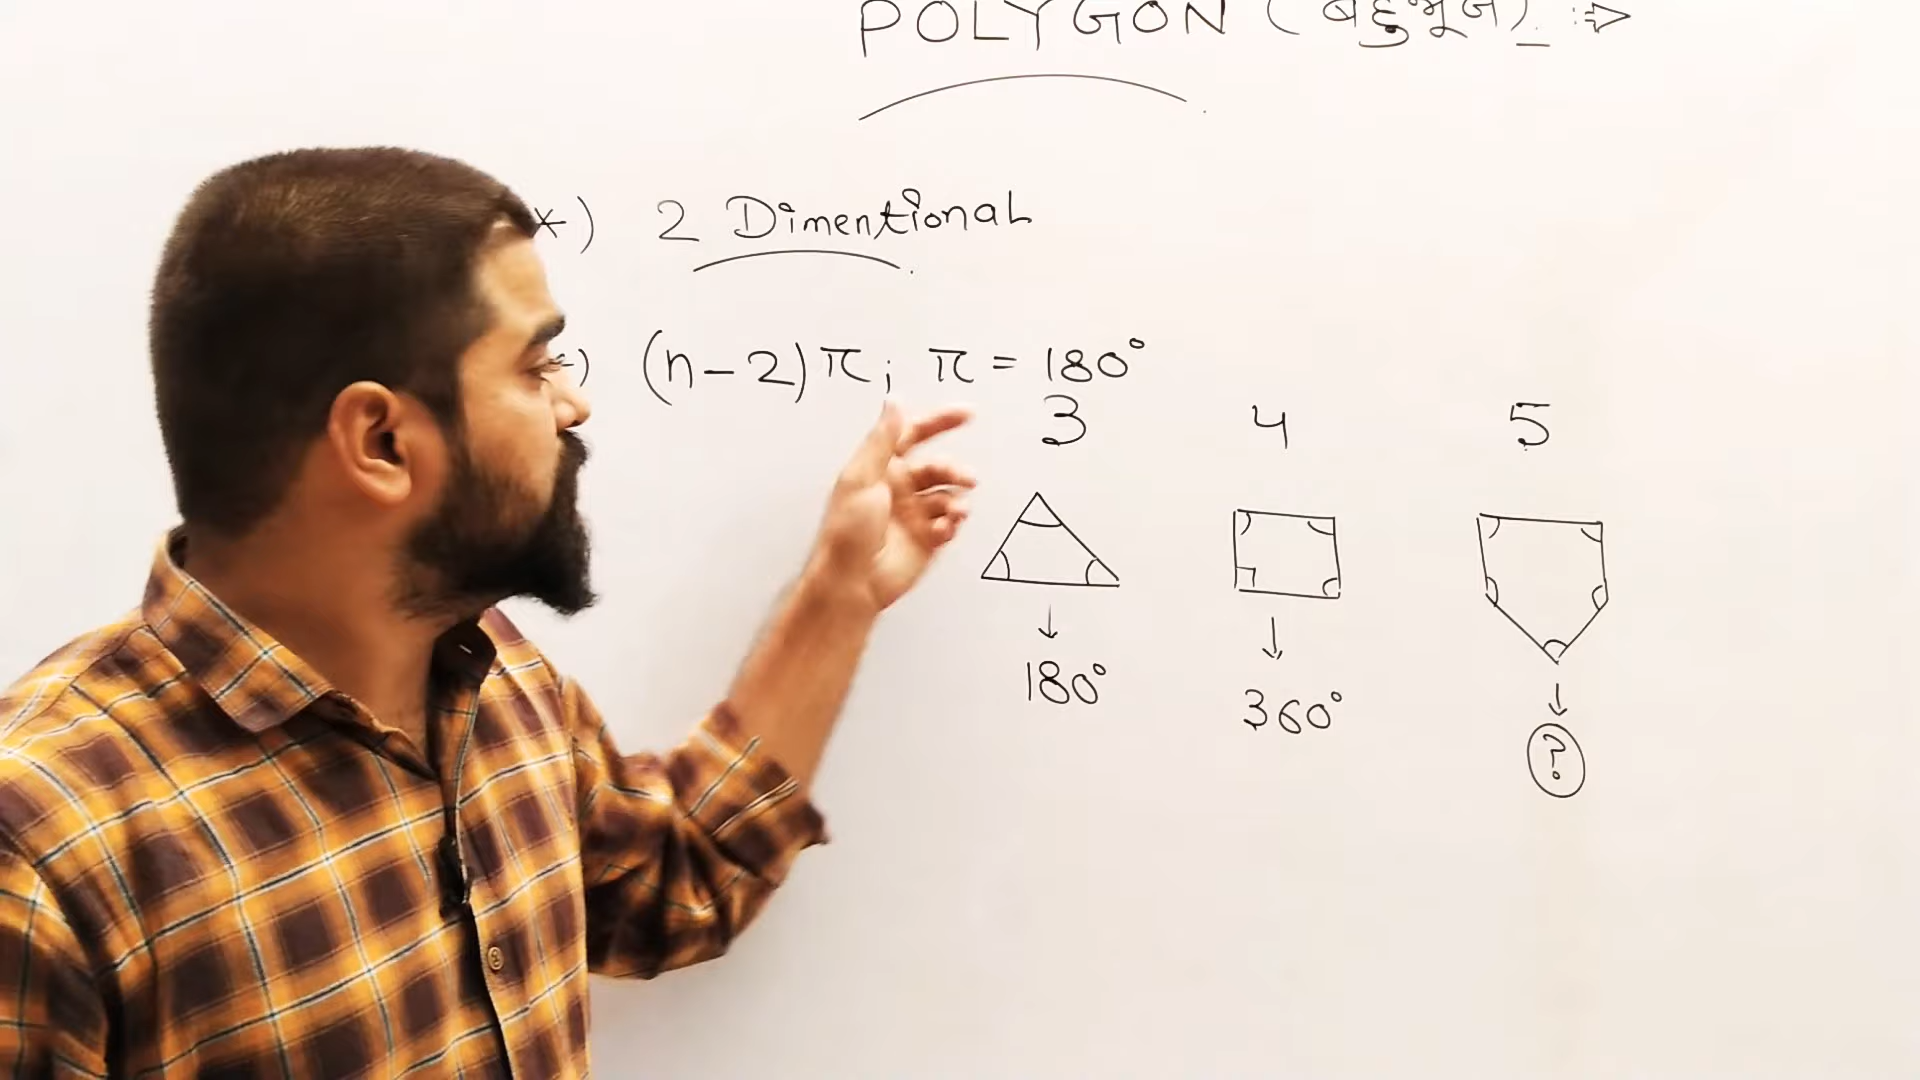 POLYGON (बहुभूज) :⇒
*) 2 Dimentional
*) (n-2)π; π = 180°
3 4 5
↓ ↓
180° 360° ↓
?